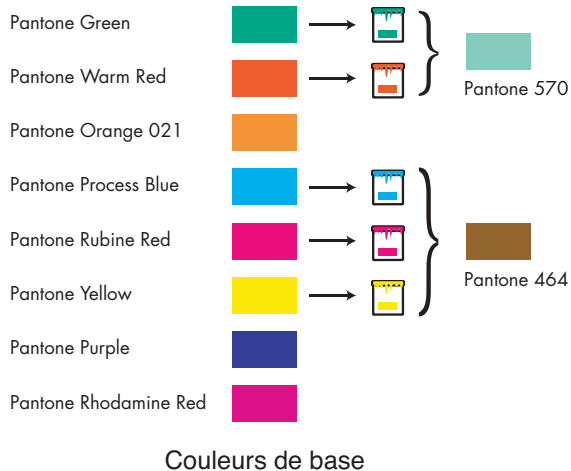 Pantone Green
Pantone Warm Red
Pantone 570
Pantone Orange 021
Pantone Process Blue
Pantone Rubine Red
Pantone 464
Pantone Yellow
Pantone Purple
Pantone Rhodamine Red
Couleurs de base